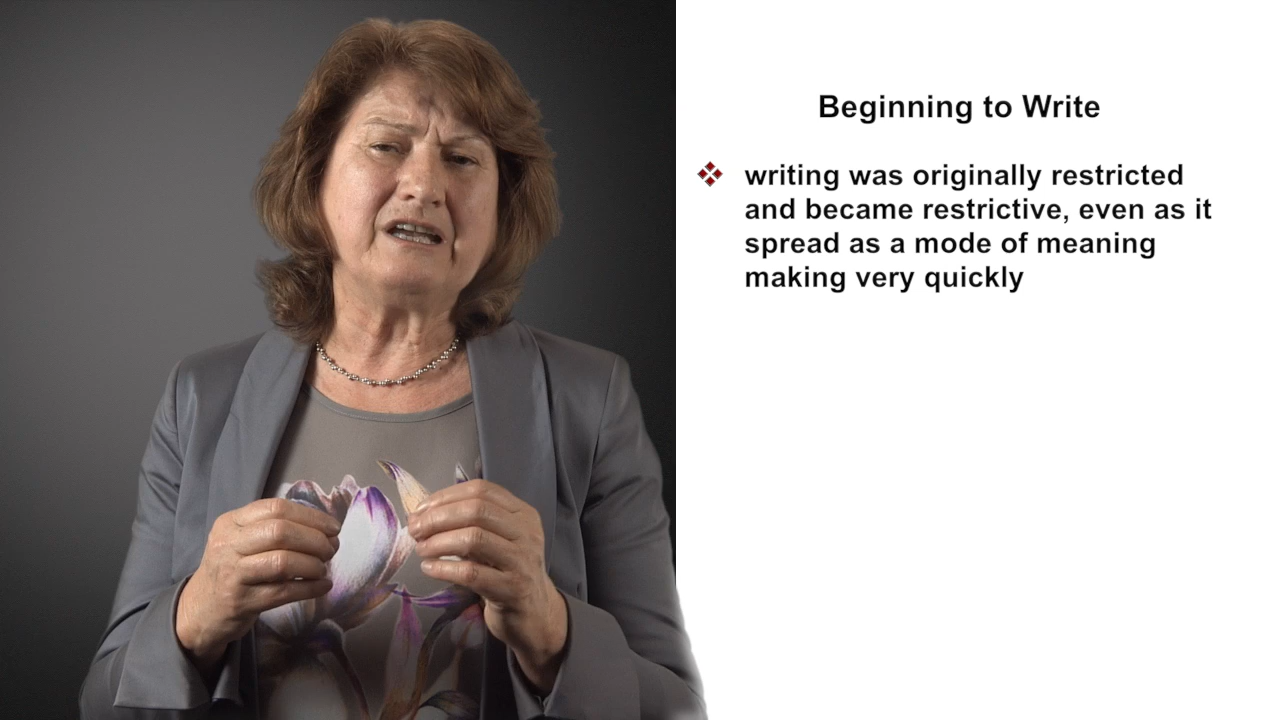 Beginning to Write
writing was originally restricted
and became restrictive, even as it
spread as a mode of meaning
making very quickly